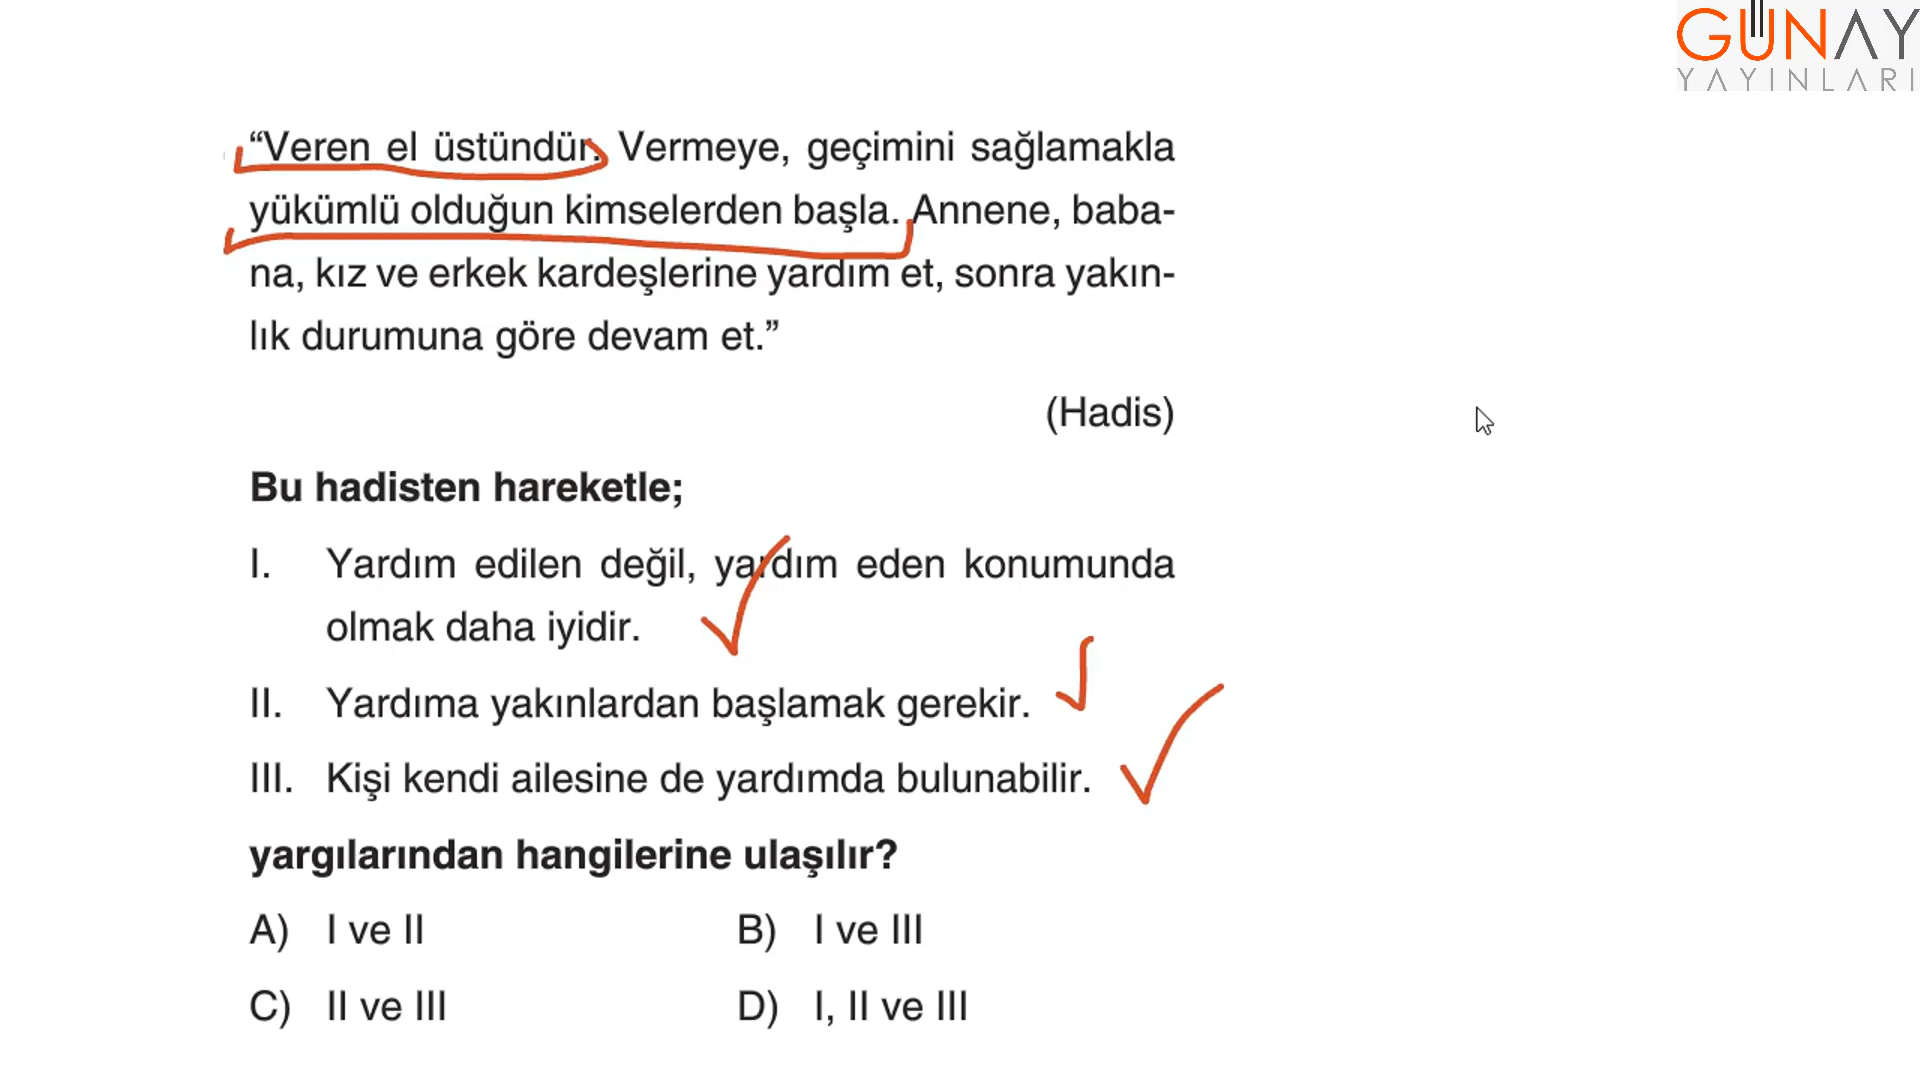 GÜNAY
YAYINLARI
“Veren el üstündür. Vermeye, geçimini sağlamakla
yükümlü olduğun kimselerden başla. Annene, baba-
na, kız ve erkek kardeşlerine yardım et, sonra yakın-
lık durumuna göre devam et.”
(Hadis)
Bu hadisten hareketle;
I. Yardım edilen değil, yardım eden konumunda
olmak daha iyidir.
II. Yardıma yakınlardan başlamak gerekir.
III. Kişi kendi ailesine de yardımda bulunabilir.
yargılarından hangilerine ulaşılır?
A) I ve II B) I ve III
C) II ve III D) I, II ve III